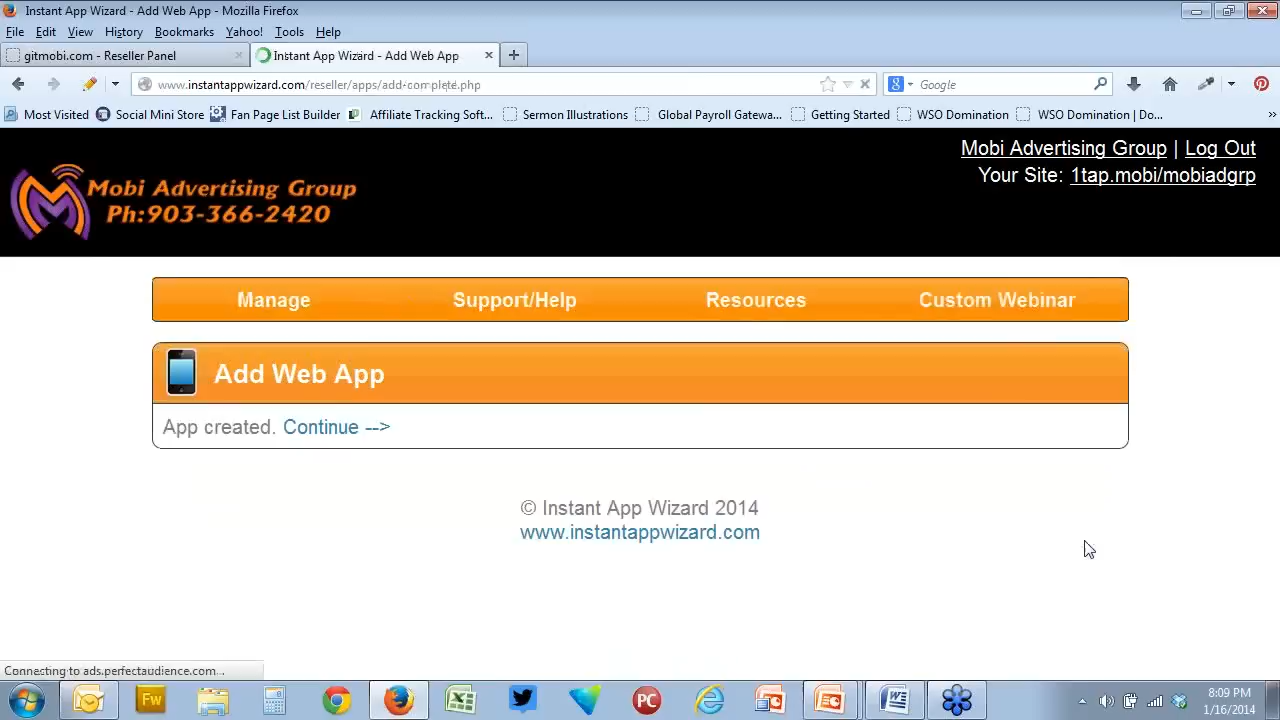 Instant App Wizard - Add Web App - Mozilla Firefox
File Edit View History Bookmarks Yahoo! Tools Help
gitmobi.com - Reseller Panel × Instant App Wizard - Add Web App × +
www.instantappwizard.com/reseller/apps/add-complete.php Google
Most Visited Social Mini Store Fan Page List Builder Affiliate Tracking Soft... Sermon Illustrations Global Payroll Gatewa... Getting Started WSO Domination WSO Domination | Do... »
Mobi Advertising Group | Log Out
Your Site: 1tap.mobi/mobiadgrp
Mobi Advertising Group
Ph:903-366-2420
Manage Support/Help Resources Custom Webinar
Add Web App
App created. Continue -->
© Instant App Wizard 2014
www.instantappwizard.com
Connecting to ads.perfectaudience.com...
Fw PC
8:09 PM
1/16/2014